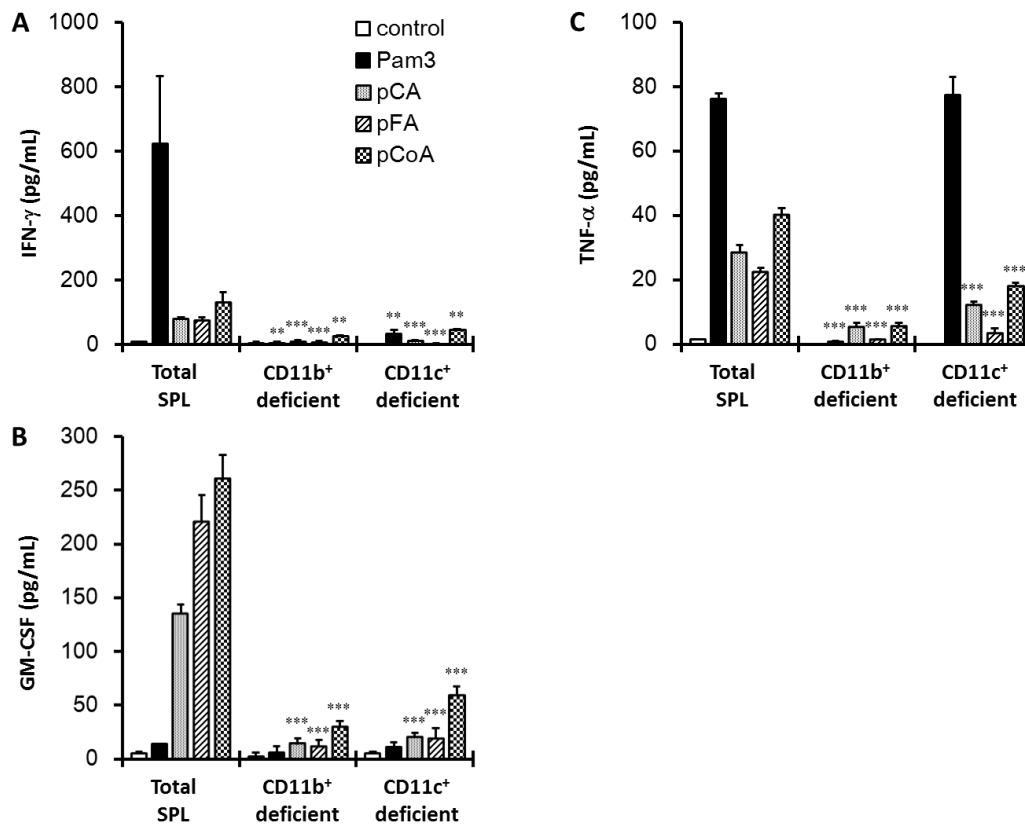 A
IFN-γ (pg/mL)
1000
800
600
400
200
0
control
Pam3
pCA
pFA
pCoA
**
***
***
**
**
***
***
**
Total
SPL
CD11b⁺
deficient
CD11c⁺
deficient
C
TNF-α (pg/mL)
100
80
60
40
20
0
***
***
***
***
***
***
***
Total
SPL
CD11b⁺
deficient
CD11c⁺
deficient
B
GM-CSF (pg/mL)
300
250
200
150
100
50
0
***
***
***
***
***
***
Total
SPL
CD11b⁺
deficient
CD11c⁺
deficient